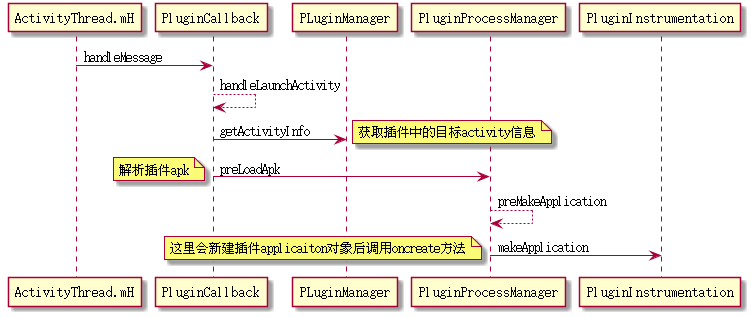 ActivityThread.mH
PluginCallback
PLuginManager
PluginProcessManager
PluginInstrumentation
handleMessage
handleLaunchActivity
getActivityInfo
获取插件中的目标activity信息
解析插件apk
preLoadApk
preMakeApplication
这里会新建插件applicaiton对象后调用oncreate方法
makeApplication
ActivityThread.mH
PluginCallback
PLuginManager
PluginProcessManager
PluginInstrumentation